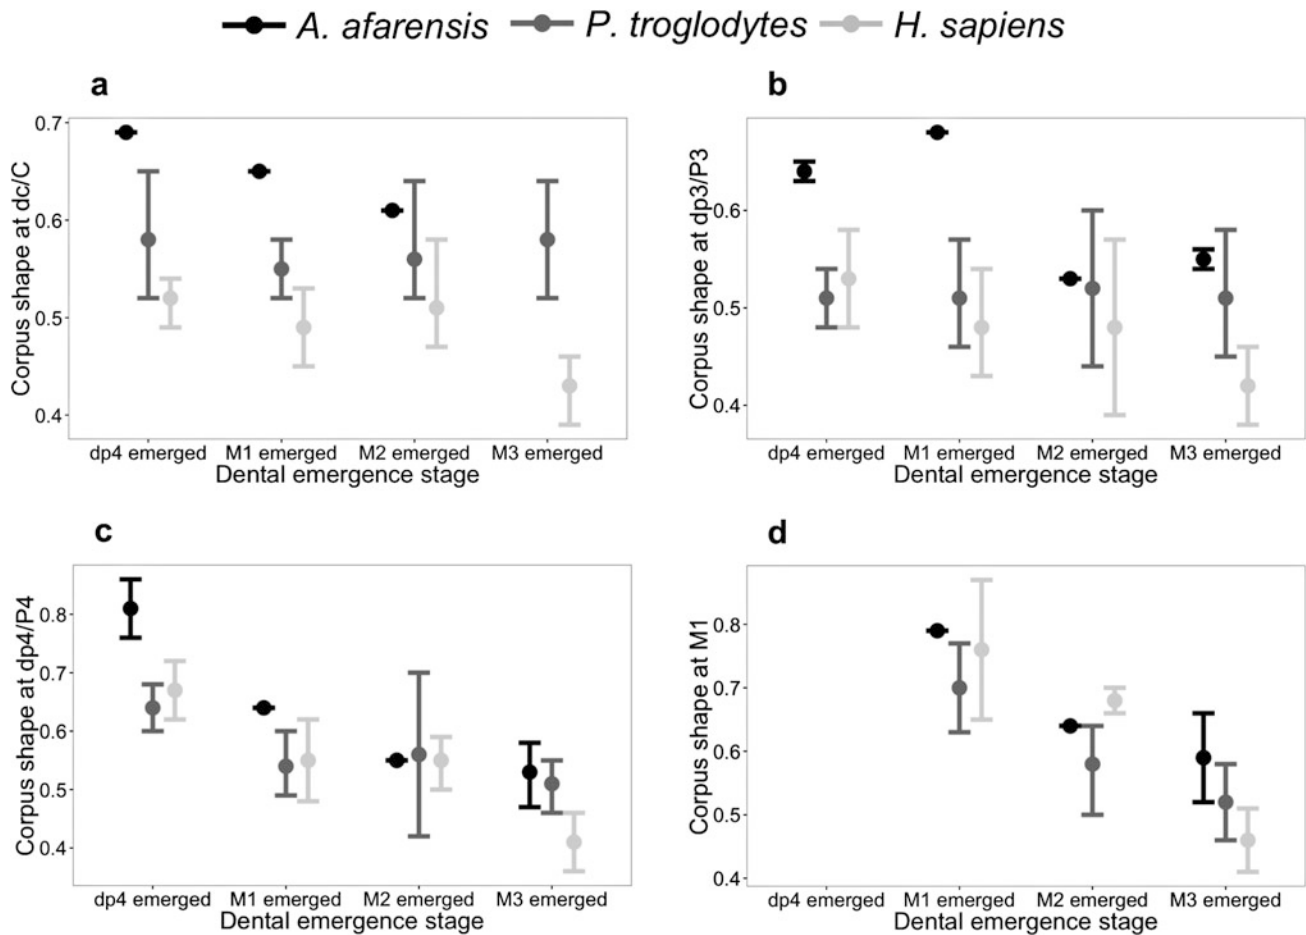 A. afarensis P. troglodytes H. sapiens
a
Corpus shape at dc/C
0.7
0.6
0.5
0.4
dp4 emerged M1 emerged M2 emerged M3 emerged
Dental emergence stage
b
Corpus shape at dp3/P3
0.6
0.5
0.4
dp4 emerged M1 emerged M2 emerged M3 emerged
Dental emergence stage
c
Corpus shape at dp4/P4
0.8
0.7
0.6
0.5
0.4
dp4 emerged M1 emerged M2 emerged M3 emerged
Dental emergence stage
d
Corpus shape at M1
0.8
0.7
0.6
0.5
0.4
dp4 emerged M1 emerged M2 emerged M3 emerged
Dental emergence stage